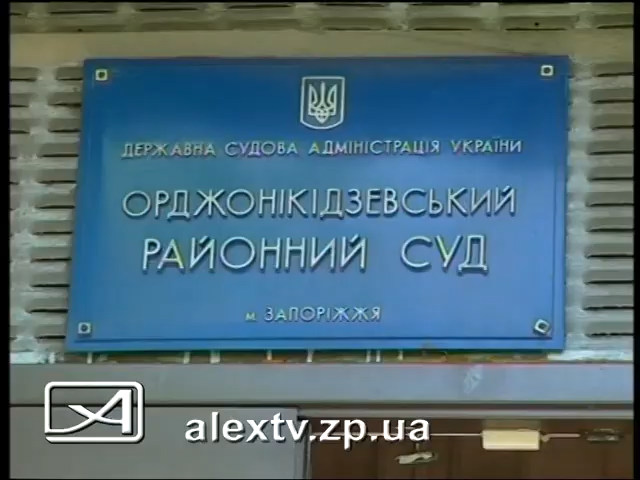 ДЕРЖАВНА СУДОВА АДМІНІСТРАЦІЯ УКРАЇНИ
ОРДЖОНІКІДЗЕВСЬКИЙ
РАЙОННИЙ СУД
м ЗАПОРІЖЖЯ
alextv.zp.ua